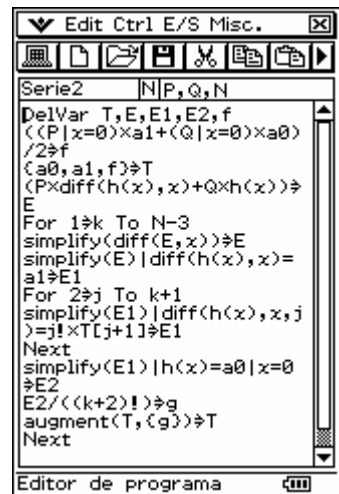 Edit Ctrl E/S Misc.
Serie2 N P,Q,N
DelVar T,E,E1,E2,f
((P|x=0)×a1+(Q|x=0)×a0)
/2⇒f
{a0,a1,f}⇒T
(P×diff(h(x),x)+Q×h(x))⇒
E
For 1⇒k To N-3
simplify(diff(E,x))⇒E
simplify(E)|diff(h(x),x)=
a1⇒E1
For 2⇒j To k+1
simplify(E1)|diff(h(x),x,j
)=j!×T[j+1]⇒E1
Next
simplify(E1)|h(x)=a0|x=0
⇒E2
E2/((k+2)!)⇒g
augment(T,{g})⇒T
Next
Editor de programa